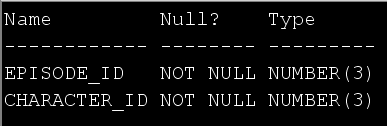 Name         Null?    Type
------------ -------- ---------
EPISODE_ID   NOT NULL NUMBER(3)
CHARACTER_ID NOT NULL NUMBER(3)